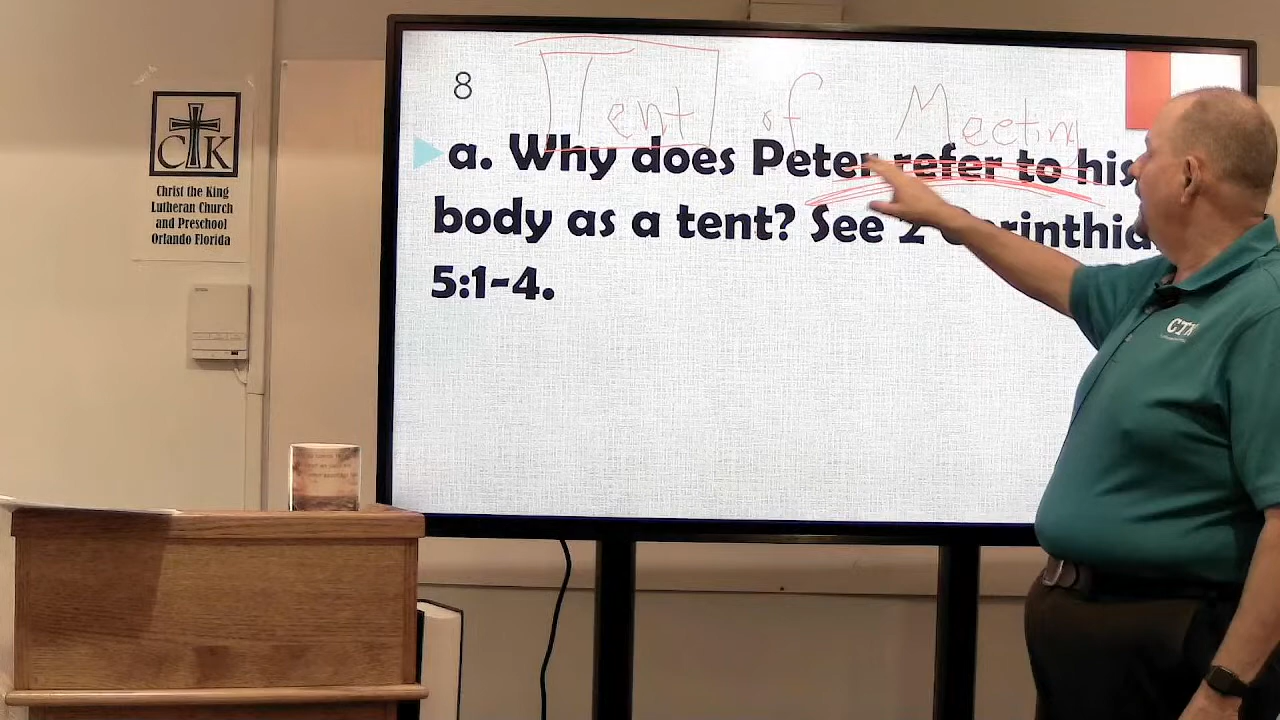 CTK
Christ the King
Lutheran Church
and Preschool
Orlando Florida
8
Tent of Meeting
a. Why does Peter refer to his
body as a tent? See 2
5:1-4.
CTK